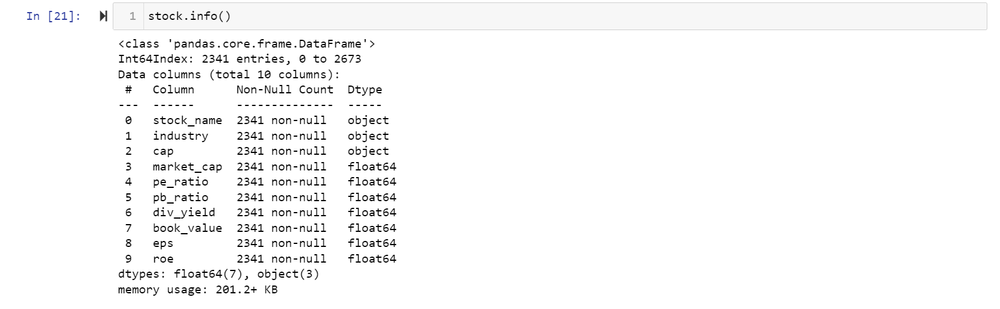 In [21]: 1 stock.info()
<class 'pandas.core.frame.DataFrame'>
Int64Index: 2341 entries, 0 to 2673
Data columns (total 10 columns):
 #   Column      Non-Null Count  Dtype
---  ------      --------------  -----
 0   stock_name  2341 non-null   object
 1   industry    2341 non-null   object
 2   cap         2341 non-null   object
 3   market_cap  2341 non-null   float64
 4   pe_ratio    2341 non-null   float64
 5   pb_ratio    2341 non-null   float64
 6   div_yield   2341 non-null   float64
 7   book_value  2341 non-null   float64
 8   eps         2341 non-null   float64
 9   roe         2341 non-null   float64
dtypes: float64(7), object(3)
memory usage: 201.2+ KB